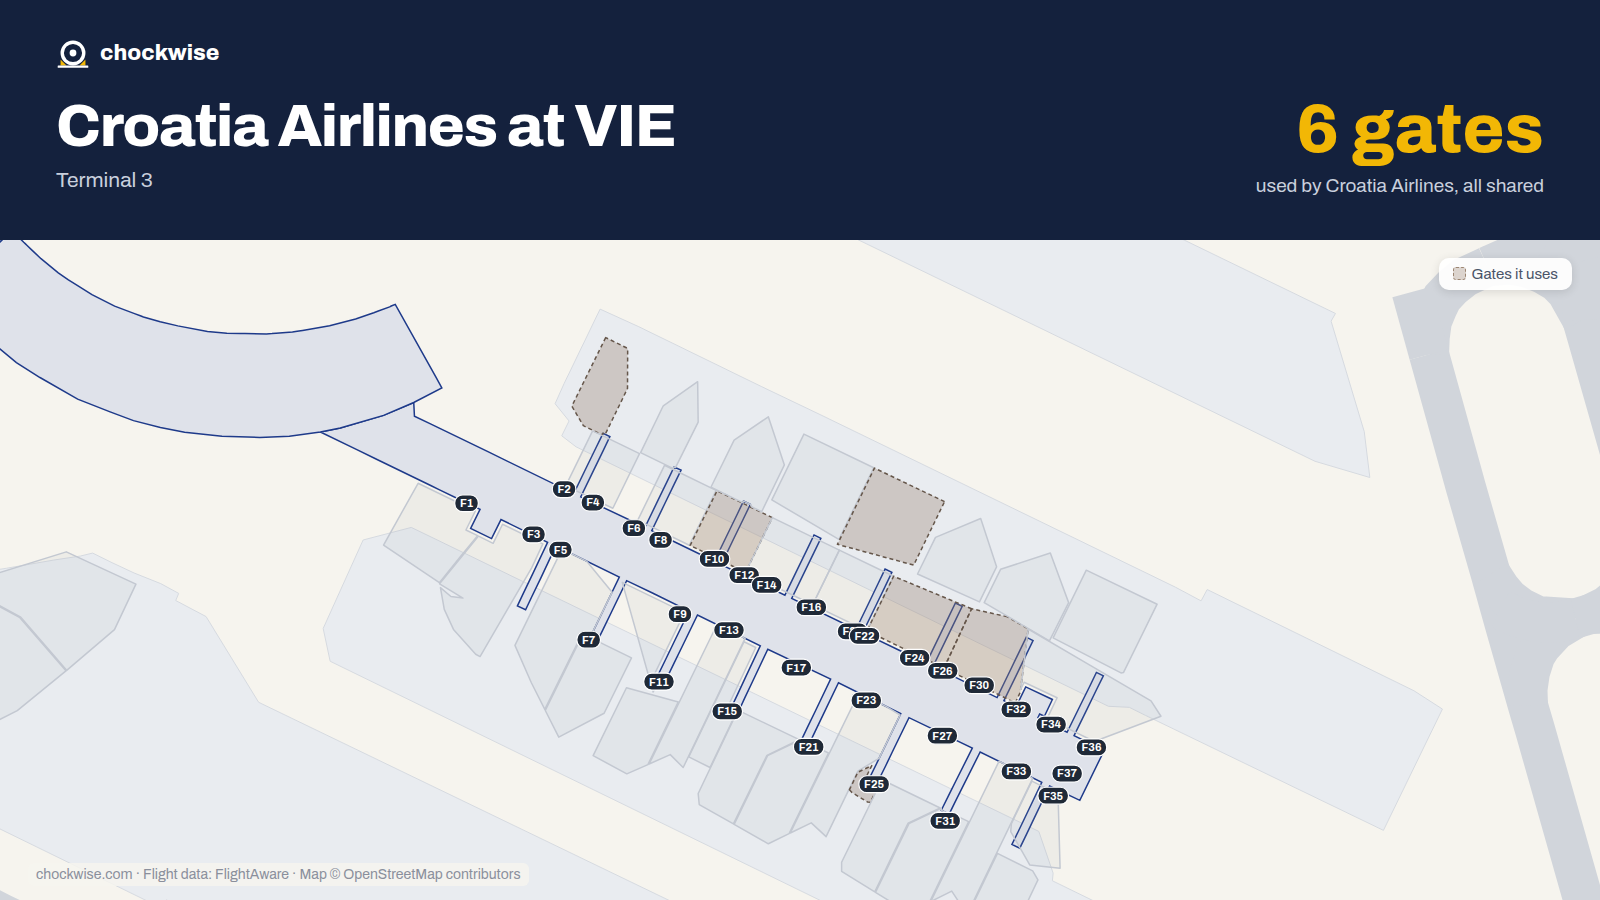 chockwise
Croatia Airlines at VIE
Terminal 3
6 gates
used by Croatia Airlines, all shared
Gates it uses
F1
F2
F4
F3
F5
F6
F8
F10
F12
F14
F7
F9
F16
F13
F22
F11
F17
F24
F26
F30
F15
F23
F32
F34
F21
F27
F36
F25
F33
F37
F35
F31
chockwise.com · Flight data: FlightAware · Map © OpenStreetMap contributors